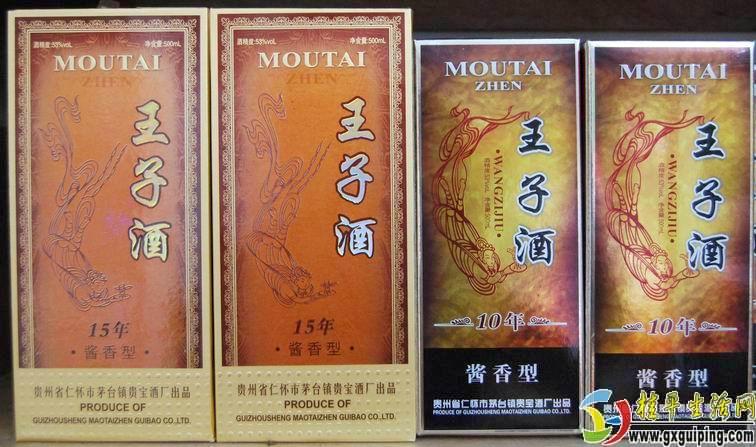 酒精度:53%VOL 净含量:500mL
MOUTAI
ZHEN
王子酒
15年
·酱香型·
贵州省仁怀市茅台镇贵宝酒厂出品
PRODUCE OF
GUIZHOUSHENG MAOTAIZHEN GUIBAO CO.LTD.
酒精度:53%VOL 净含量:500mL
MOUTAI
ZHEN
王子酒
15年
·酱香型·
贵州省仁怀市茅台镇贵宝酒厂出品
PRODUCE OF
GUIZHOUSHENG MAOTAIZHEN GUIBAO CO.LTD.
MOUTAI
ZHEN
王子酒
·WANGZIJIU·
10年
酱香型
贵州省仁怀市茅台镇贵宝酒厂出品
PRODUCE OF
GUIZHOUSHENG MAOTAIZHEN GUIBAO CO.LTD.
MOUTAI
ZHEN
王子酒
·WANGZIJIU·
10年
酱香型
桂平生活网
www.gxguiping.com